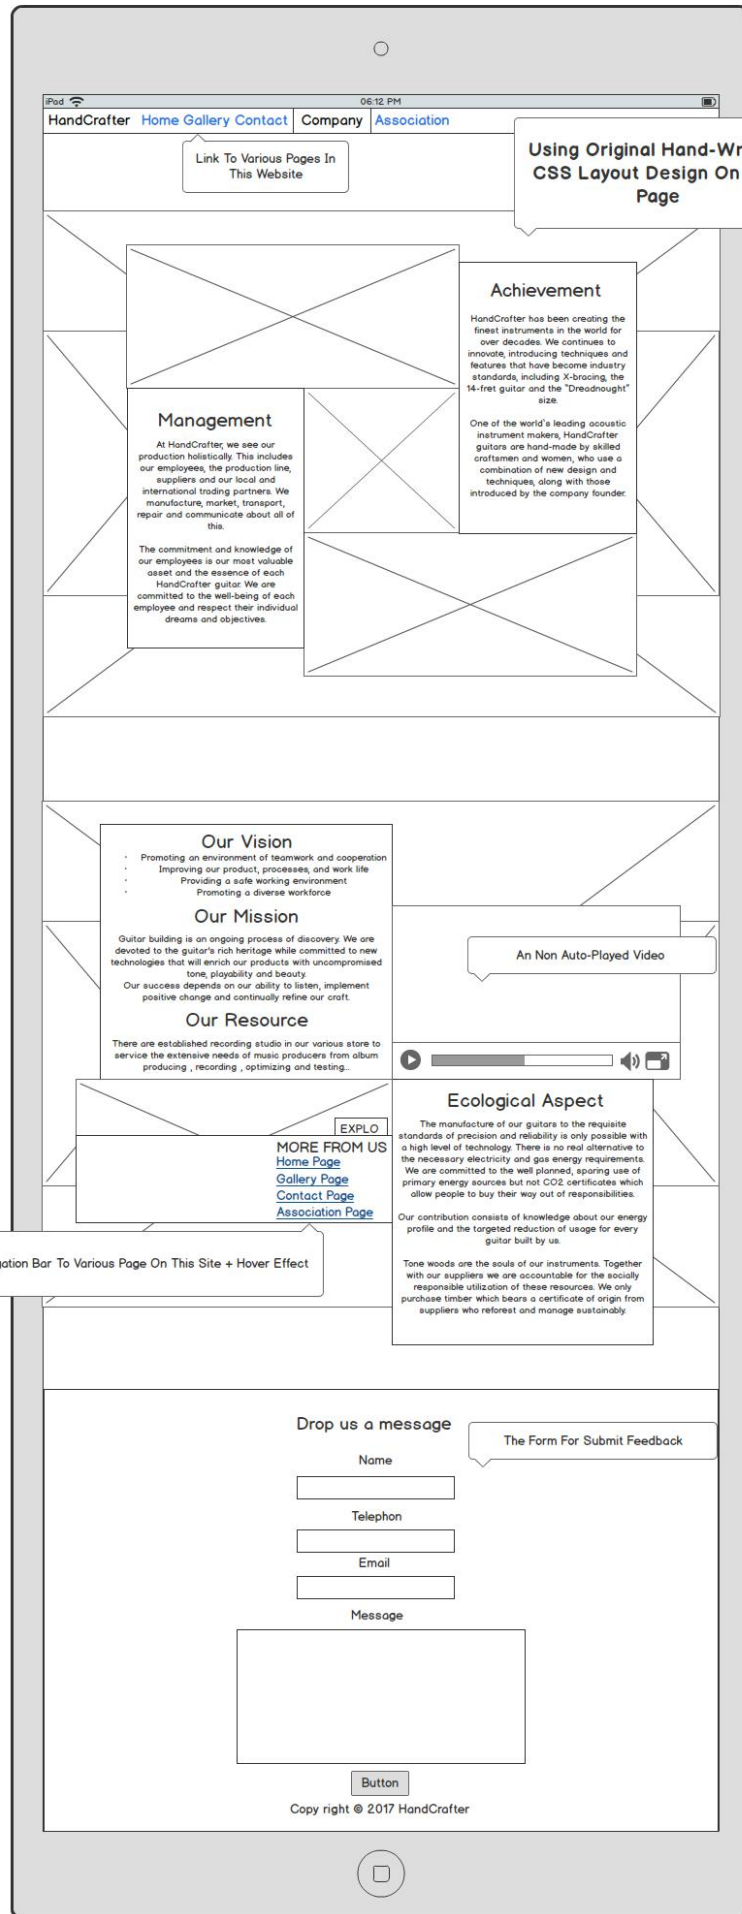 iPad 06:12 PM
HandCrafter Home Gallery Contact Company Association
Link To Various Pages In
This Website
Using Original Hand-Wr
CSS Layout Design On
Page
Achievement
HandCrafter has been creating the
finest instruments in the world for
over decades. We continues to
innovate, introducing techniques and
features that have become industry
standards, including X-bracing, the
14-fret guitar and the "Dreadnought"
size.
One of the world's leading acoustic
instrument makers, HandCrafter
guitars are hand-made by skilled
craftsmen and women, who use a
combination of new design and
techniques, along with those
introduced by the company founder.
Management
At HandCrafter, we see our
production holistically. This includes
our employees, the production line,
suppliers and our local and
international trading partners. We
manufacture, market, transport,
repair and communicate about all of
this.
The commitment and knowledge of
our employees is our most valuable
asset and the essence of each
HandCrafter guitar. We are
committed to the well-being of each
employee and respect their individual
dreams and objectives.
Our Vision
· Promoting an environment of teamwork and cooperation
· Improving our product, processes, and work life
· Providing a safe working environment
· Promoting a diverse workforce
Our Mission
Guitar building is an ongoing process of discovery. We are
devoted to the guitar's rich heritage while committed to new
technologies that will enrich our products with uncompromised
tone, playability and beauty.
Our success depends on our ability to listen, implement
positive change and continually refine our craft.
Our Resource
There are established recording studio in our various store to
service the extensive needs of music producers from album
producing , recording , optimizing and testing...
An Non Auto-Played Video
EXPLO
MORE FROM US
Home Page
Gallery Page
Contact Page
Association Page
gation Bar To Various Page On This Site + Hover Effect
Ecological Aspect
The manufacture of our guitars to the requisite
standards of precision and reliability is only possible with
a high level of technology. There is no real alternative to
the necessary electricity and gas energy requirements.
We are committed to the well planned, sparing use of
primary energy sources but not CO2 certificates which
allow people to buy their way out of responsibilities.
Our contribution consists of knowledge about our energy
profile and the targeted reduction of usage for every
guitar built by us.
Tone woods are the souls of our instruments. Together
with our suppliers we are accountable for the socially
responsible utilization of these resources. We only
purchase timber which bears a certificate of origin from
suppliers who reforest and manage sustainably.
Drop us a message
The Form For Submit Feedback
Name
Telephon
Email
Message
Button
Copy right © 2017 HandCrafter